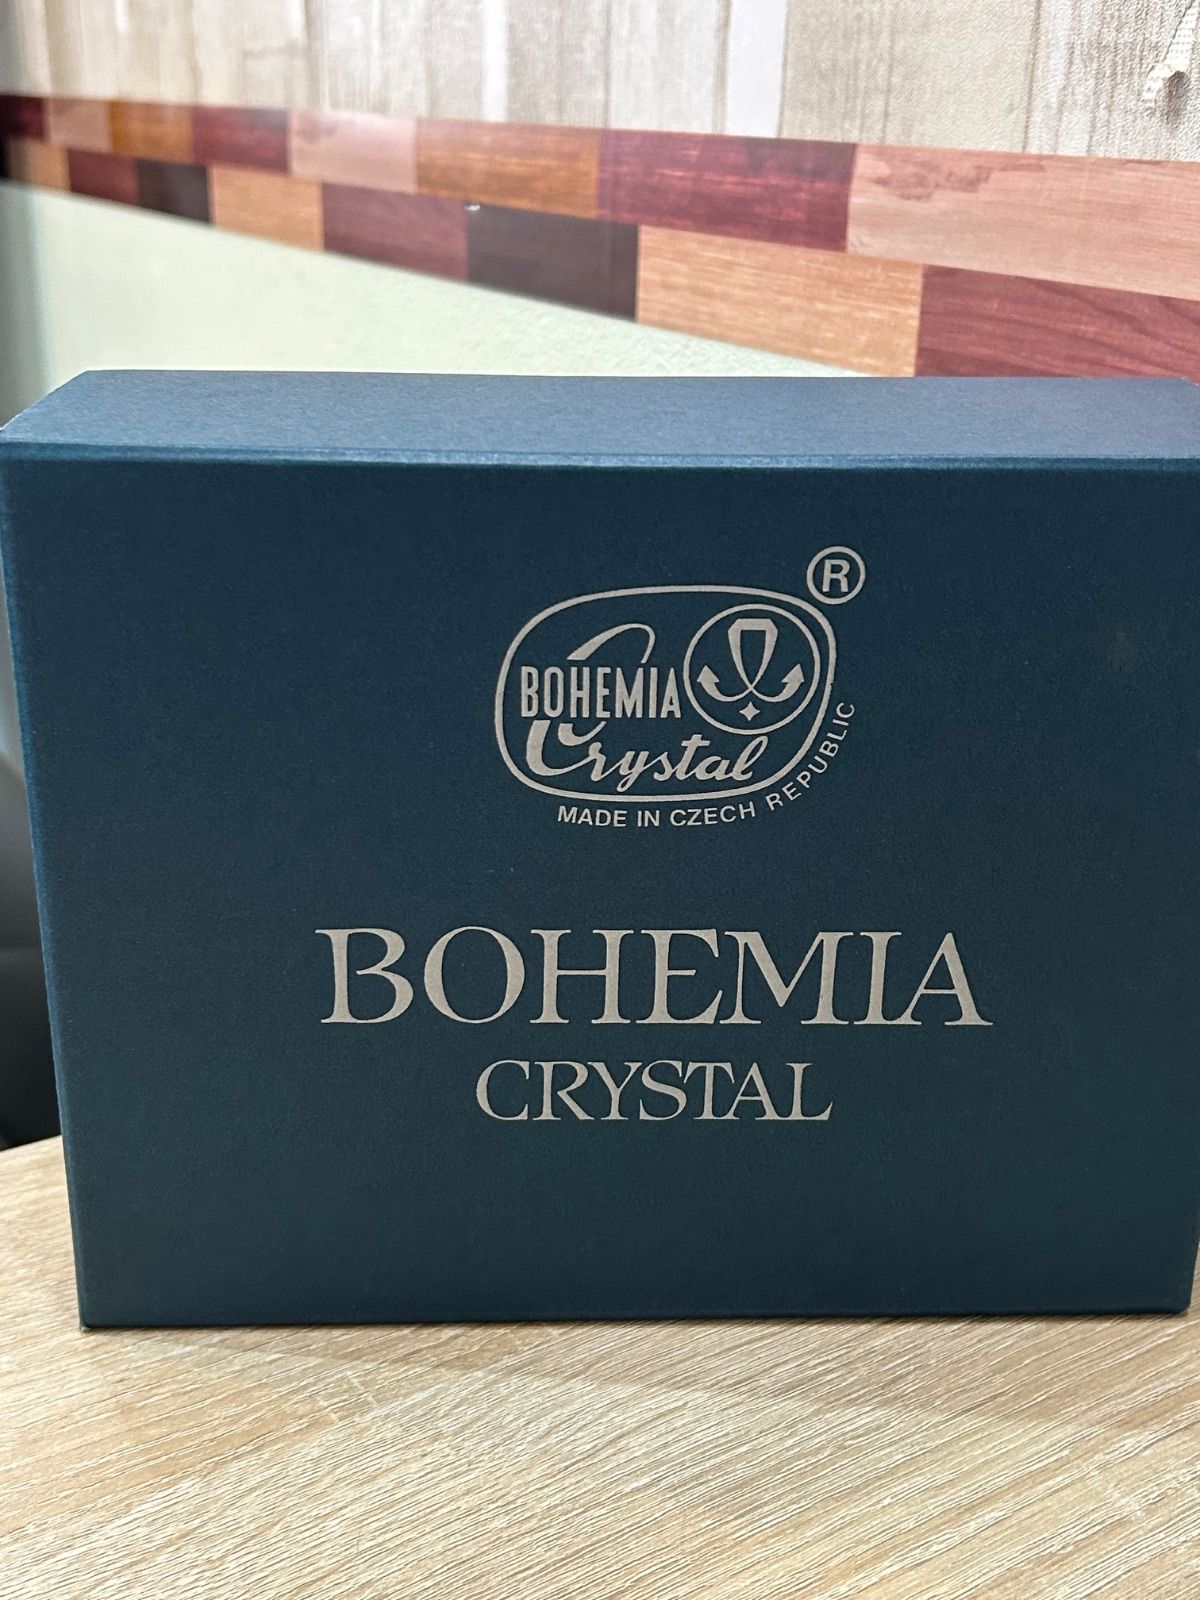 ®
BOHEMIA
Crystal
MADE IN CZECH REPUBLIC
BOHEMIA
CRYSTAL